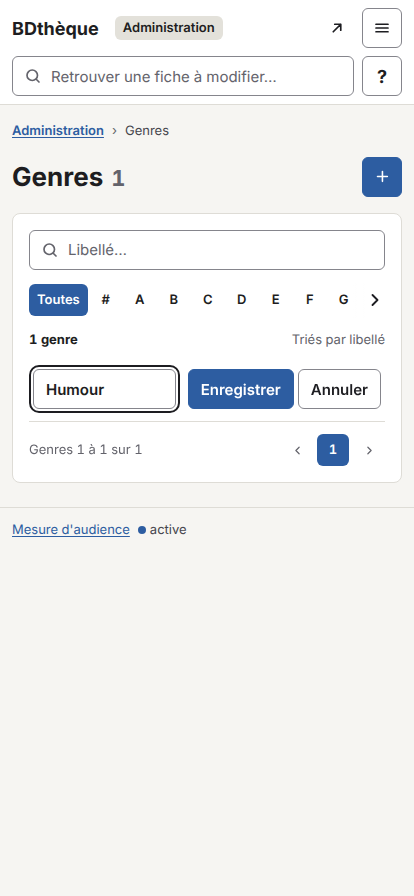 BDthèque Administration
Retrouver une fiche à modifier... ?
Administration › Genres
Genres 1 +
Libellé...
Toutes # A B C D E F G
1 genre Triés par libellé
Humour Enregistrer Annuler
Genres 1 à 1 sur 1 ‹ 1 ›
Mesure d'audience active